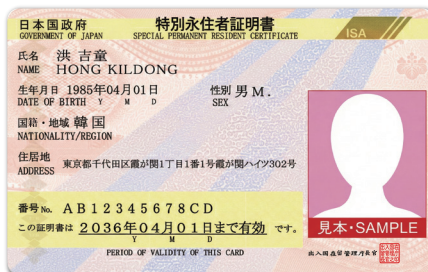 日本国政府 特別永住者証明書
GOVERNMENT OF JAPAN SPECIAL PERMANENT RESIDENT CERTIFICATE ISA
氏名 洪 吉童
NAME HONG KILDONG
生年月日 1985年04月01日 性別 男 M.
DATE OF BIRTH Y M D SEX
国籍・地域 韓国
NATIONALITY/REGION
住居地
ADDRESS 東京都千代田区霞が関1丁目1番1号霞が関ハイツ302号
番号 No. AB12345678CD
見本・SAMPLE
この証明書は 2036年04月01日まで有効 です。
Y M D
PERIOD OF VALIDITY OF THIS CARD
出入国在留管理庁長官